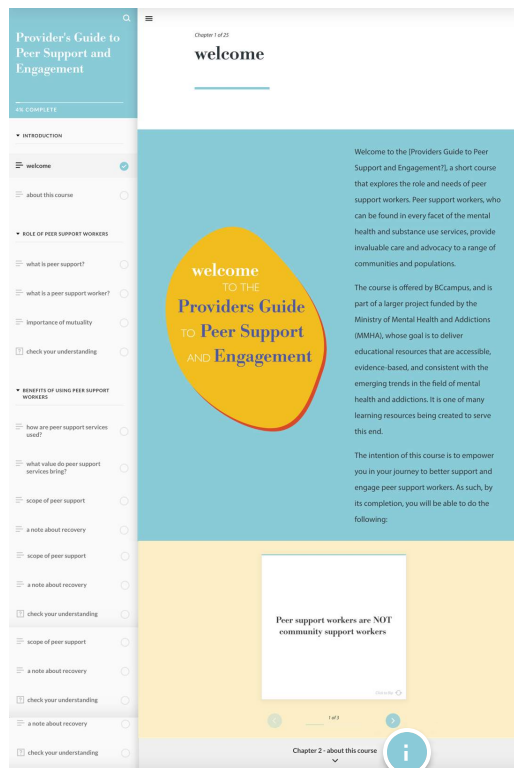 Provider's Guide to
Peer Support and
Engagement
4% COMPLETE
INTRODUCTION
welcome
about this course
ROLE OF PEER SUPPORT WORKERS
what is peer support?
what is a peer support worker?
importance of mutuality
check your understanding
BENEFITS OF USING PEER SUPPORT
WORKERS
how are peer support services
used?
what value do peer support
services bring?
scope of peer support
a note about recovery
scope of peer support
a note about recovery
check your understanding
scope of peer support
a note about recovery
check your understanding
a note about recovery
check your understanding
Chapter 1 of 25
welcome
welcome
TO THE
Providers Guide
TO Peer Support
AND Engagement
Welcome to the [Providers Guide to Peer
Support and Engagement?], a short course
that explores the role and needs of peer
support workers. Peer support workers, who
can be found in every facet of the mental
health and substance use services, provide
invaluable care and advocacy to a range of
communities and populations.
The course is offered by BCcampus, and is
part of a larger project funded by the
Ministry of Mental Health and Addictions
(MMHA), whose goal is to deliver
educational resources that are accessible,
evidence-based, and consistent with the
emerging trends in the field of mental
health and addictions. It is one of many
learning resources being created to serve
this end.
The intention of this course is to empower
you in your journey to better support and
engage peer support workers. As such, by
its completion, you will be able to do the
following:
Peer support workers are NOT
community support workers
1 of 3
Chapter 2 - about this course